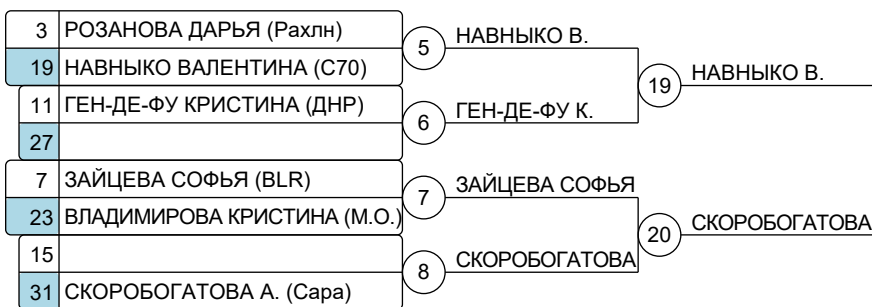 3 РОЗАНОВА ДАРЬЯ (Рахлн)
5 НАВНЫКО В.
19 НАВНЫКО ВАЛЕНТИНА (С70)
19 НАВНЫКО В.
11 ГЕН-ДЕ-ФУ КРИСТИНА (ДНР)
6 ГЕН-ДЕ-ФУ К.
27
7 ЗАЙЦЕВА СОФЬЯ (BLR)
7 ЗАЙЦЕВА СОФЬЯ
23 ВЛАДИМИРОВА КРИСТИНА (М.О.)
20 СКОРОБОГАТОВА
15
8 СКОРОБОГАТОВА
31 СКОРОБОГАТОВА А. (Сара)